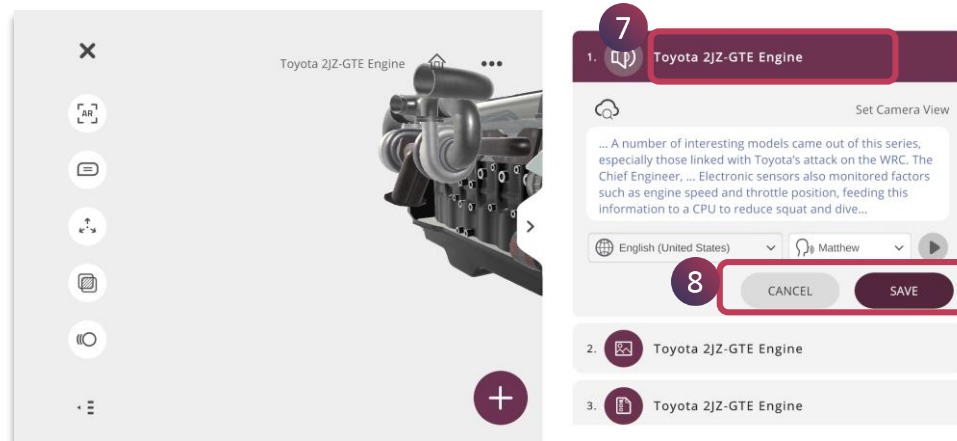 Toyota 2JZ-GTE Engine
AR
7
1. Toyota 2JZ-GTE Engine
Set Camera View
... A number of interesting models came out of this series,
especially those linked with Toyota's attack on the WRC. The
Chief Engineer, ... Electronic sensors also monitored factors
such as engine speed and throttle position, feeding this
information to a CPU to reduce squat and dive...
English (United States) Matthew
8
CANCEL SAVE
2. Toyota 2JZ-GTE Engine
3. Toyota 2JZ-GTE Engine